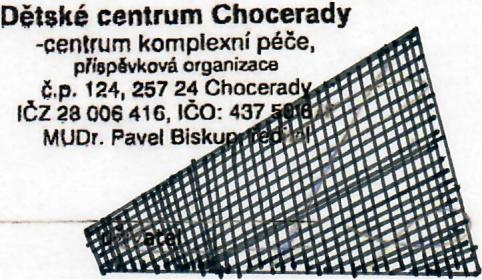 Dětské centrum Chocerady
-centrum komplexní péče,
příspěvková organizace
č.p. 124, 257 24 Chocerady
IČZ 28 006 416, IČO: 437
MUDr. Pavel Biskup, ředitel